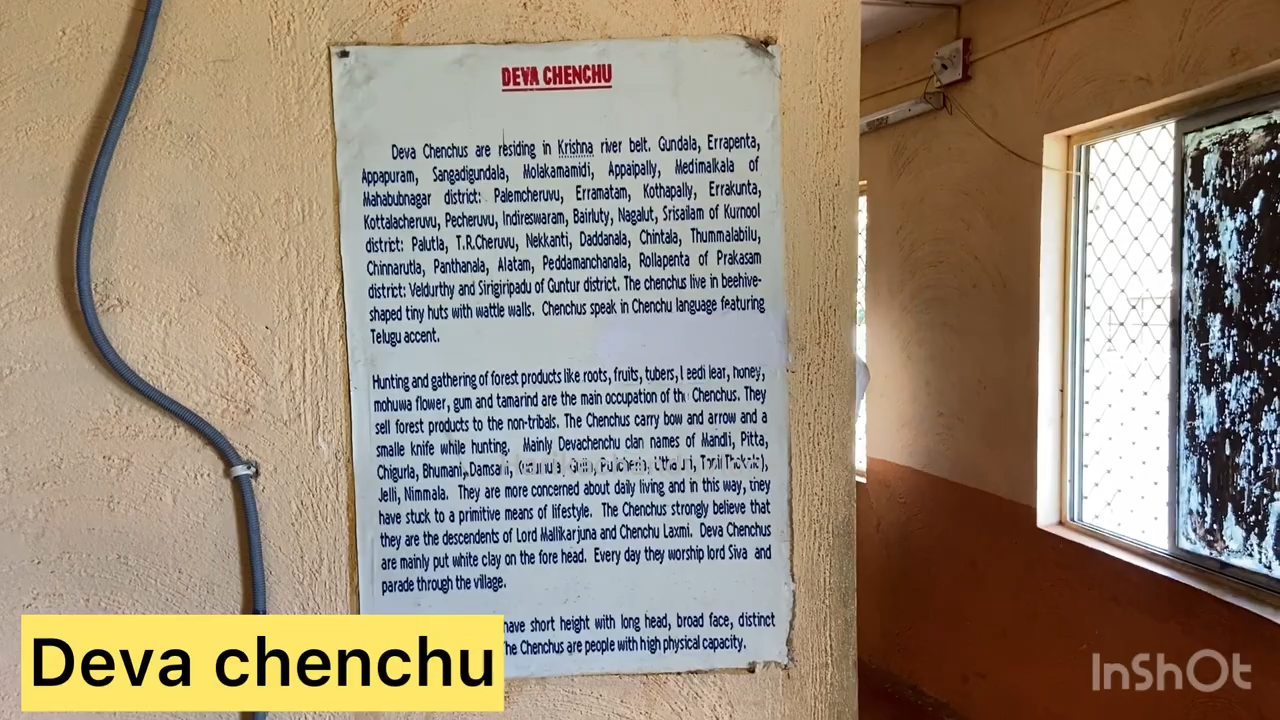 DEVA CHENCHU
Deva Chenchus are residing in Krishna river belt. Gundala, Errapenta,
Appapuram, Sangadigundala, Molakamamidi, Appaipally, Medimalkala of
Mahabubnagar district: Palemcheruvu, Erramatam, Kothapally, Errakunta,
Kottalacheruvu, Pecheruvu, Indireswaram, Bairluty, Nagalut, Srisailam of Kurnool
district: Palutla, T.R.Cheruvu, Nekkanti, Daddanala, Chintala, Thummalabilu,
Chinnarutla, Panthanala, Alatam, Peddamanchanala, Rollapenta of Prakasam
district: Veldurthy and Sirigiripadu of Guntur district. The chenchus live in beehive-
shaped tiny huts with wattle walls. Chenchus speak in Chenchu language featuring
Telugu accent.
Hunting and gathering of forest products like roots, fruits, tubers, honey,
mohuwa flower, gum and tamarind are the main occupation of the Chenchus. They
sell forest products to the non-tribals. The Chenchus carry bow and arrow and a
smalle knife while hunting. Mainly Devachenchu clan names of Mandli, Pitta,
Chigurla, Bhumani, Damsani,
Jelli, Nimmala. They are more concerned about daily living and in this way, they
have stuck to a primitive means of lifestyle. The Chenchus strongly believe that
they are the descendents of Lord Mallikarjuna and Chenchu Laxmi. Deva Chenchus
are mainly put white clay on the fore head. Every day they worship lord Siva and
parade through the village.
have short height with long head, broad face, distinct
The Chenchus are people with high physical capacity.
Deva chenchu
InShOt